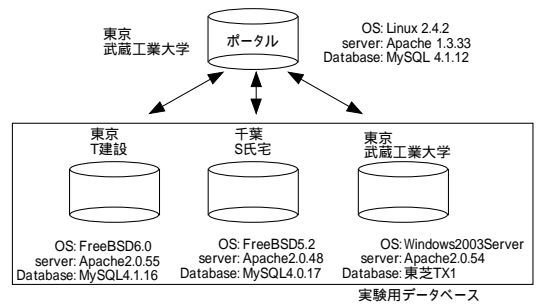 東京
武蔵工業大学
ポータル
OS: Linux 2.4.2
server: Apache 1.3.33
Database: MySQL 4.1.12
東京
T建設
千葉
S氏宅
東京
武蔵工業大学
OS: FreeBSD6.0
server: Apache2.0.55
Database: MySQL4.1.16
OS: FreeBSD5.2
server: Apache2.0.48
Database: MySQL4.0.17
OS:Windows2003Server
server: Apache2.0.54
Database: 東芝TX1
実験用データベース